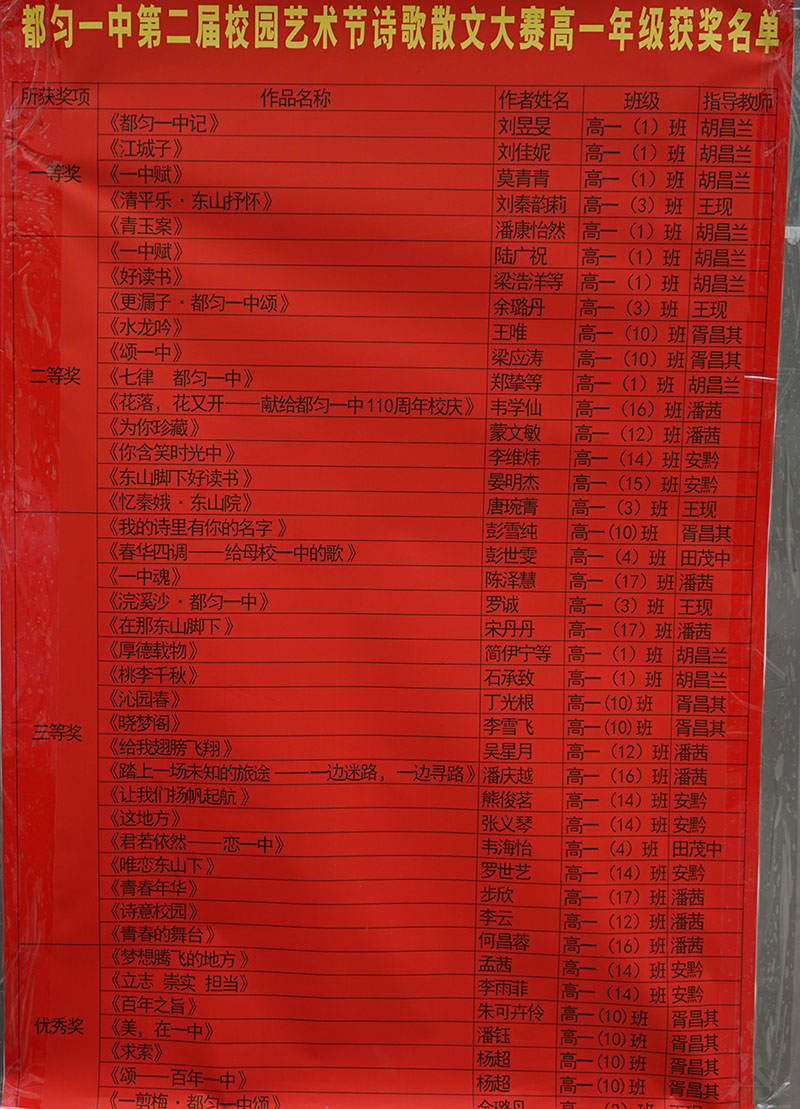 都匀一中第二届校园艺术节诗歌散文大赛高一年级获奖名单
所获奖项 作品名称 作者姓名 班级 指导教师
一等奖
《都匀一中记》 刘昱旻 高一（1）班 胡昌兰
《江城子》 刘佳妮 高一（1）班 胡昌兰
《一中赋》 莫青青 高一（1）班 胡昌兰
《清平乐·东山抒怀》 刘秦韵莉 高一（3）班 王现
《青玉案》 潘康怡然 高一（1）班 胡昌兰
二等奖
《一中赋》 陆广祝 高一（1）班 胡昌兰
《好读书》 梁浩洋等 高一（1）班 胡昌兰
《更漏子·都匀一中颂》 余璐丹 高一（3）班 王现
《水龙吟》 王唯 高一（10）班 胥昌其
《颂一中》 梁应涛 高一（10）班 胥昌其
《七律 都匀一中》 郑挚等 高一（1）班 胡昌兰
《花落，花又开——献给都匀一中110周年校庆》 韦学仙 高一（16）班 潘茜
《为你珍藏》 蒙文敏 高一（12）班 潘茜
《你含笑时光中》 李维炜 高一（14）班 安黔
《东山脚下好读书》 晏明杰 高一（15）班 安黔
《忆秦娥·东山院》 唐琬菁 高一（3）班 王现
三等奖
《我的诗里有你的名字》 彭雪纯 高一(10)班 胥昌其
《春华四调——给母校一中的歌》 彭世雯 高一（4）班 田茂中
《一中魂》 陈泽慧 高一（17）班 潘茜
《浣溪沙·都匀一中》 罗诚 高一（3）班 王现
《在那东山脚下》 宋丹丹 高一（17）班 潘茜
《厚德载物》 简伊宁等 高一（1）班 胡昌兰
《桃李千秋》 石承致 高一（1）班 胡昌兰
《沁园春》 丁光根 高一(10)班 胥昌其
《晓梦阁》 李雪飞 高一(10)班 胥昌其
《给我翅膀飞翔》 吴星月 高一（12）班 潘茜
《踏上一场未知的旅途——一边迷路，一边寻路》 潘庆越 高一（16）班 潘茜
《让我们扬帆起航》 熊俊茗 高一（14）班 安黔
《这地方》 张义琴 高一（14）班 安黔
《君若依然——恋一中》 韦海怡 高一（4）班 田茂中
《唯恋东山下》 罗世艺 高一（14）班 安黔
《青春年华》 步欣 高一（17）班 潘茜
《诗意校园》 李云 高一（12）班 潘茜
《青春的舞台》 何昌蓉 高一（16）班 潘茜
优秀奖
《梦想腾飞的地方》 孟茜 高一（14）班 安黔
《立志 崇实 担当》 李雨菲 高一（14）班 安黔
《百年之旨》 朱可卉伶 高一(10)班 胥昌其
《美，在一中》 潘钰 高一(10)班 胥昌其
《求索》 杨超 高一(10)班 胥昌其
《颂——百年一中》 杨超 高一(10)班 胥昌其
《一剪梅·都匀一中颂》 余璐丹 高一（3）班 王现